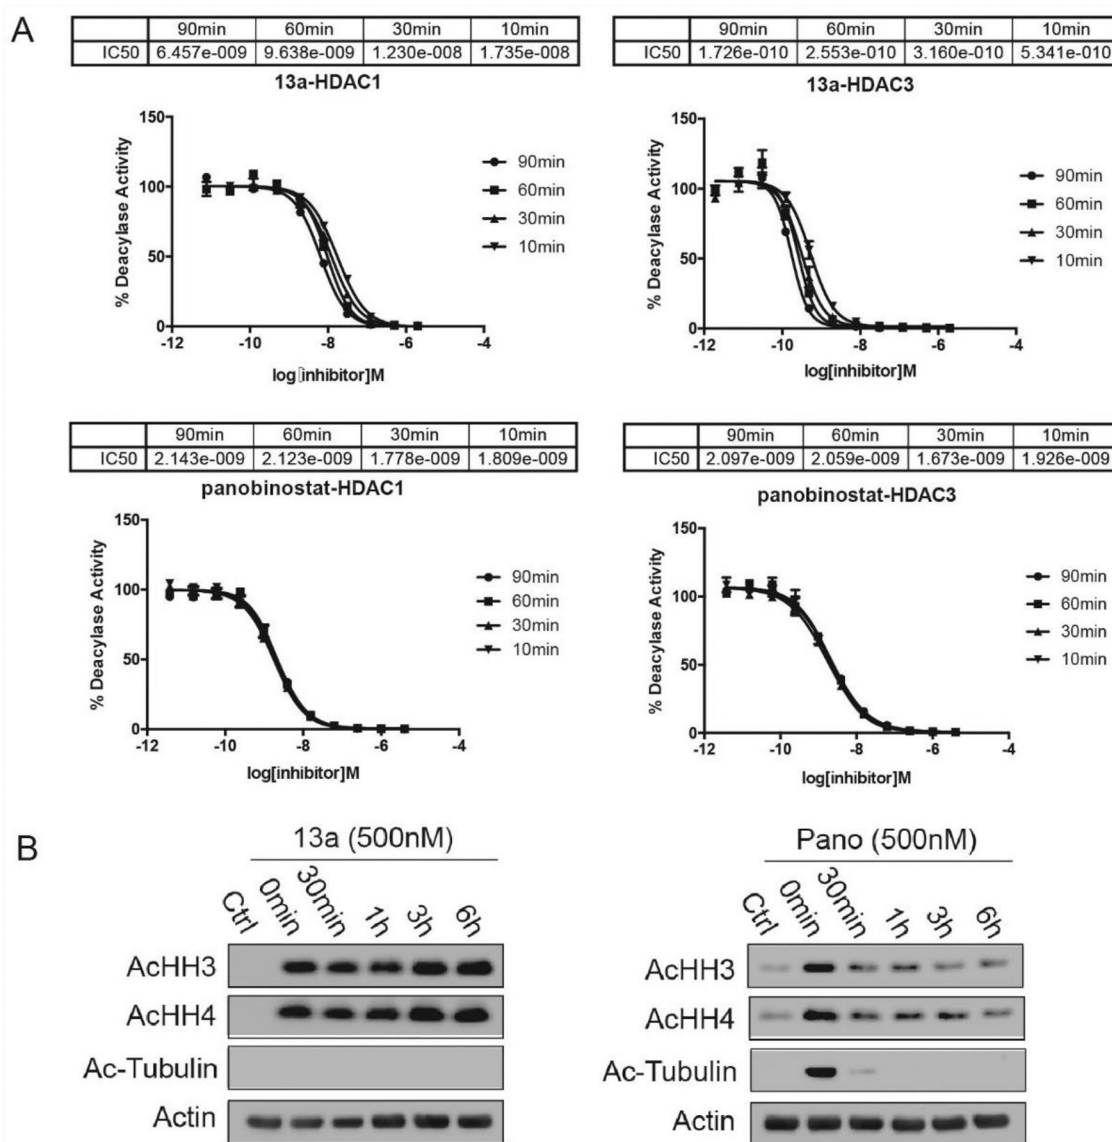 A
90min 60min 30min 10min
IC50 6.457e-009 9.638e-009 1.230e-008 1.735e-008
13a-HDAC1
150
100
50
0
% Deacylase Activity
-12 -10 -8 -6 -4
log[inhibitor]M
90min
60min
30min
10min
90min 60min 30min 10min
IC50 1.726e-010 2.553e-010 3.160e-010 5.341e-010
13a-HDAC3
150
100
50
0
% Deacylase Activity
-12 -10 -8 -6 -4
log[inhibitor]M
90min
60min
30min
10min
90min 60min 30min 10min
IC50 2.143e-009 2.123e-009 1.778e-009 1.809e-009
panobinostat-HDAC1
150
100
50
0
% Deacylase Activity
-12 -10 -8 -6 -4
log[inhibitor]M
90min
60min
30min
10min
90min 60min 30min 10min
IC50 2.097e-009 2.059e-009 1.673e-009 1.926e-009
panobinostat-HDAC3
150
100
50
0
% Deacylase Activity
-12 -10 -8 -6 -4
log[inhibitor]M
90min
60min
30min
10min
B
13a (500nM)
Ctrl 0min 30min 1h 3h 6h
AcHH3
AcHH4
Ac-Tubulin
Actin
Pano (500nM)
Ctrl 0min 30min 1h 3h 6h
AcHH3
AcHH4
Ac-Tubulin
Actin